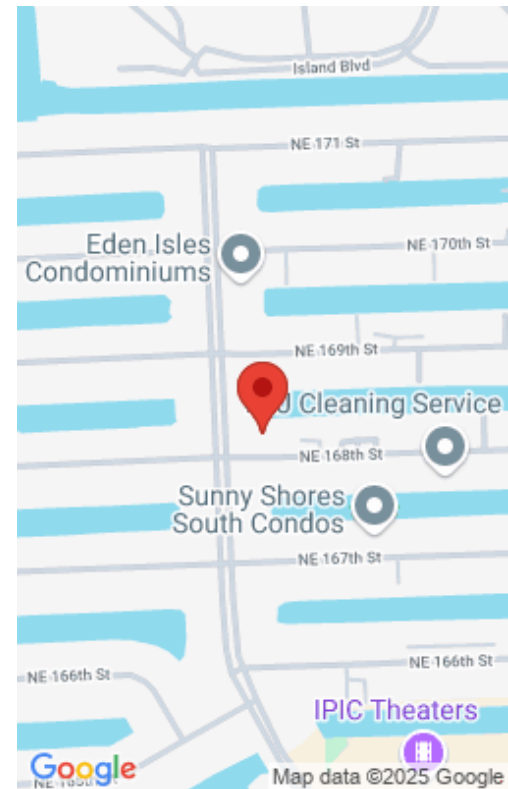 Island Blvd
NE 171 St
Eden Isles
Condominiums
NE 170th St
NE 169th St
J Cleaning Service
NE 168th St
Sunny Shores
South Condos
NE 167th St
NE 166th St
NE 166th St
IPIC Theaters
Google
Map data ©2025 Google